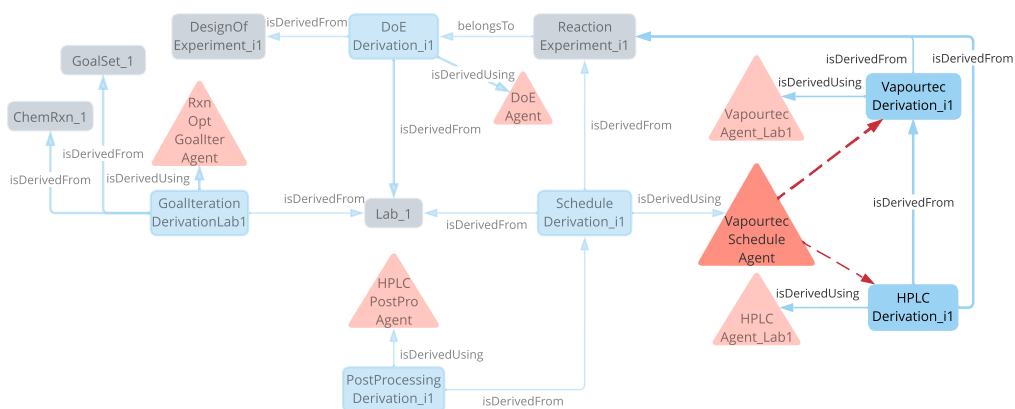 DesignOf
Experiment_i1
isDerivedFrom
DoE
Derivation_i1
belongsTo
Reaction
Experiment_i1
isDerivedFrom
isDerivedFrom
GoalSet_1
isDerivedUsing
DoE
Agent
isDerivedUsing
Vapourtec
Agent_Lab1
Vapourtec
Derivation_i1
ChemRxn_1
Rxn
Opt
GoalIter
Agent
isDerivedFrom
isDerivedFrom
isDerivedFrom
isDerivedFrom
isDerivedUsing
GoalIteration
DerivationLab1
isDerivedFrom
Lab_1
isDerivedFrom
Schedule
Derivation_i1
isDerivedUsing
Vapourtec
Schedule
Agent
isDerivedFrom
HPLC
PostPro
Agent
isDerivedUsing
HPLC
Agent_Lab1
HPLC
Derivation_i1
isDerivedUsing
PostProcessing
Derivation_i1
isDerivedFrom